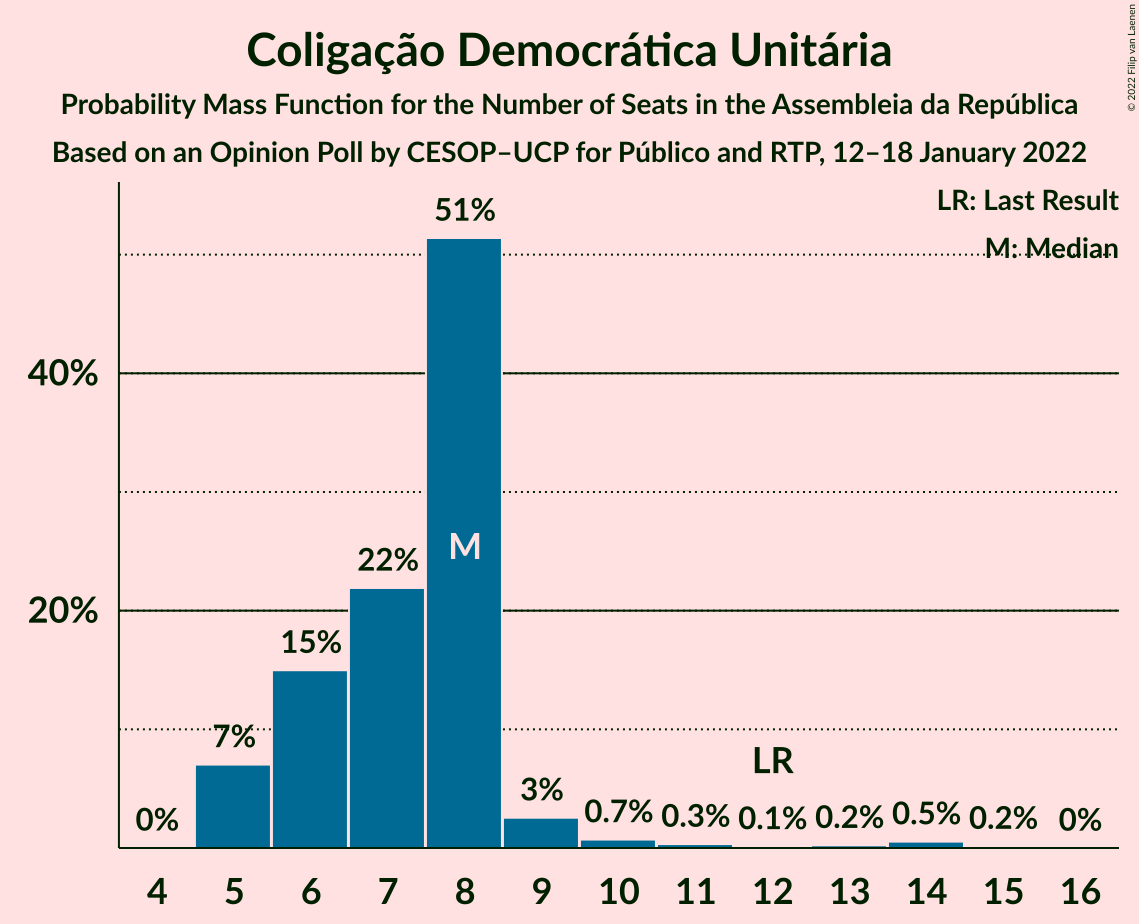 Coligação Democrática Unitária
Probability Mass Function for the Number of Seats in the Assembleia da República
Based on an Opinion Poll by CESOP–UCP for Público and RTP, 12–18 January 2022
© 2022 Filip van Laenen
LR: Last Result
M: Median
51%
40%
M
22%
20%
15%
7%
LR
0%
3%
0.7%
0.3%
0.1%
0.2%
0.5%
0.2%
0%
4 5 6 7 8 9 10 11 12 13 14 15 16